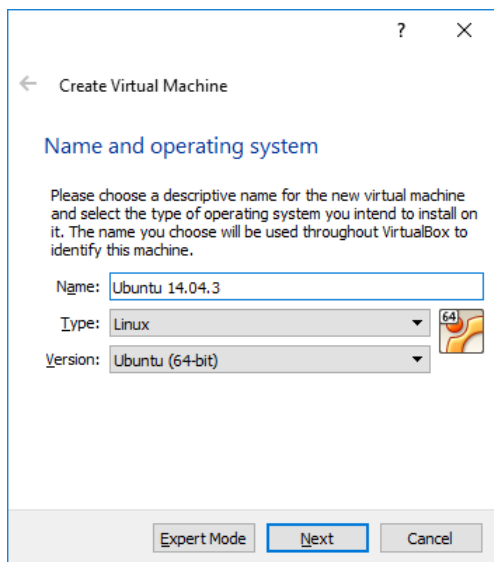 ?
Create Virtual Machine
Name and operating system
Please choose a descriptive name for the new virtual machine
and select the type of operating system you intend to install on
it. The name you choose will be used throughout VirtualBox to
identify this machine.
Name: Ubuntu 14.04.3
Type: Linux
64
Version: Ubuntu (64-bit)
Expert Mode Next Cancel